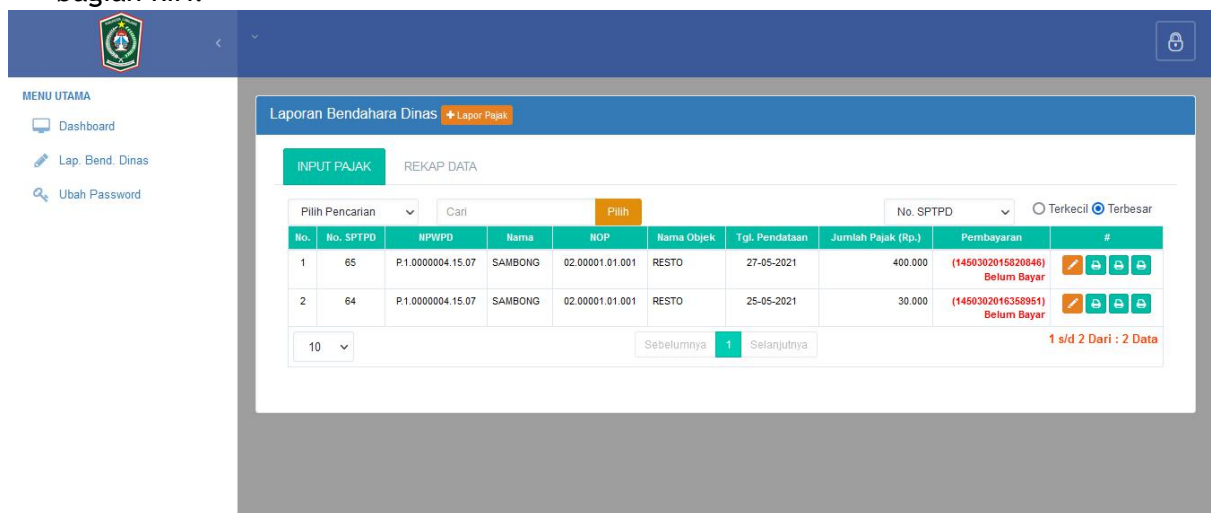 MENU UTAMA
Dashboard
Lap. Bend. Dinas
Ubah Password
Laporan Bendahara Dinas + Lapor Pajak
INPUT PAJAK REKAP DATA
Pilih Pencarian Cari Pilih No. SPTPD Terkecil Terbesar
No. No. SPTPD NPWPD Nama NOP Nama Objek Tgl. Pendataan Jumlah Pajak (Rp.) Pembayaran #
1 65 P.1.0000004.15.07 SAMBONG 02.00001.01.001 RESTO 27-05-2021 400.000 (1450302015820846)
Belum Bayar
2 64 P.1.0000004.15.07 SAMBONG 02.00001.01.001 RESTO 25-05-2021 30.000 (1450302016358951)
Belum Bayar
10 Sebelumnya 1 Selanjutnya 1 s/d 2 Dari : 2 Data